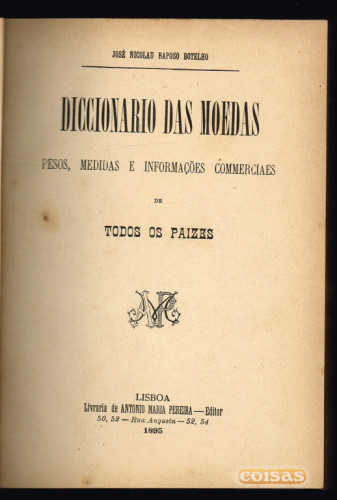 JOSÉ NICOLAU RAPOSO BOTELHO
DICCIONARIO DAS MOEDAS
PESOS, MEDIDAS E INFORMAÇÕES COMMERCIAES
DE
TODOS OS PAIZES
AMP
LISBOA
Livraria de ANTONIO MARIA PEREIRA—Editor
50, 52 — Rua Augusta — 52, 54
1895
coisas